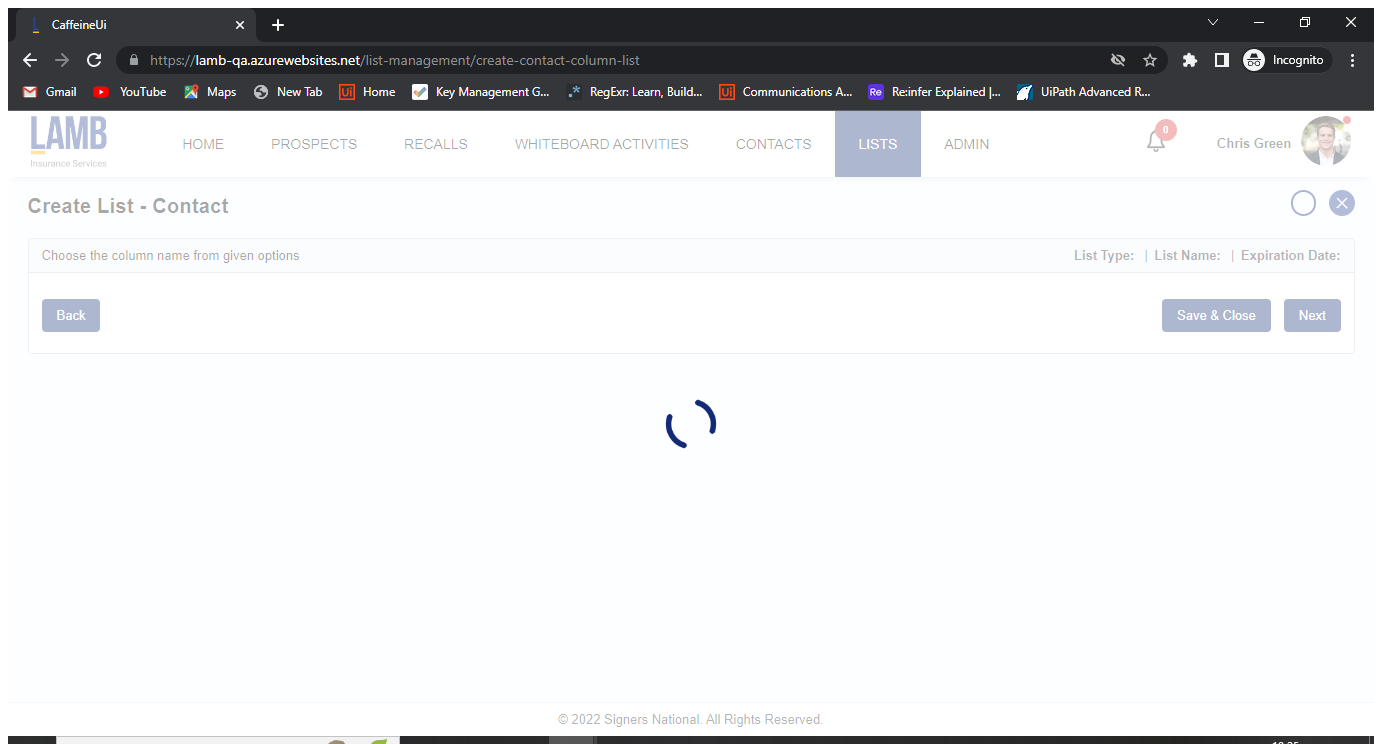 CaffeineUi
https://lamb-qa.azurewebsites.net/list-management/create-contact-column-list
Incognito
Gmail YouTube Maps New Tab Ui Home Key Management G... .* RegExr: Learn, Build... Ui Communications A... Re Re:infer Explained |... UiPath Advanced R...
LAMB
Insurance Services
HOME PROSPECTS RECALLS WHITEBOARD ACTIVITIES CONTACTS LISTS ADMIN 0 Chris Green
Create List - Contact
Choose the column name from given options List Type: | List Name: | Expiration Date:
Back Save & Close Next
© 2022 Signers National. All Rights Reserved.